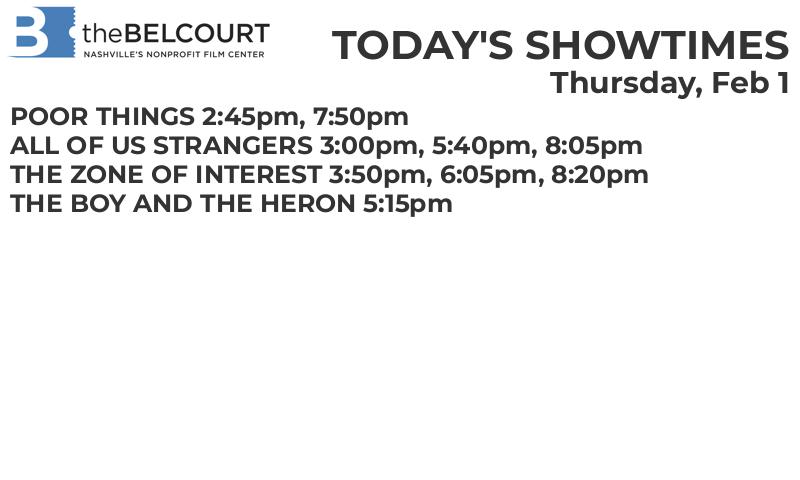 B theBELCOURT
NASHVILLE'S NONPROFIT FILM CENTER
TODAY'S SHOWTIMES
Thursday, Feb 1
POOR THINGS 2:45pm, 7:50pm
ALL OF US STRANGERS 3:00pm, 5:40pm, 8:05pm
THE ZONE OF INTEREST 3:50pm, 6:05pm, 8:20pm
THE BOY AND THE HERON 5:15pm